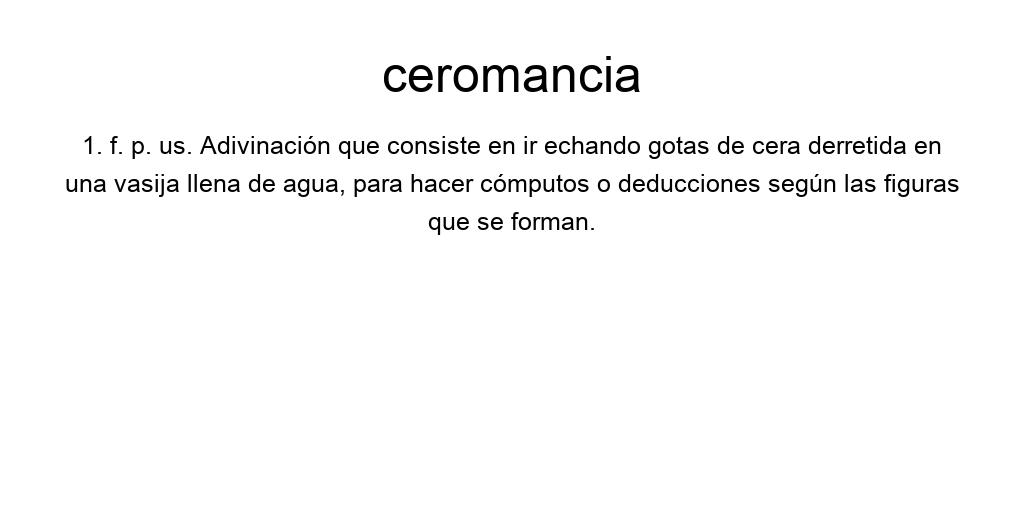 ceromancia
1. f. p. us. Adivinación que consiste en ir echando gotas de cera derretida en
una vasija llena de agua, para hacer cómputos o deducciones según las figuras
que se forman.